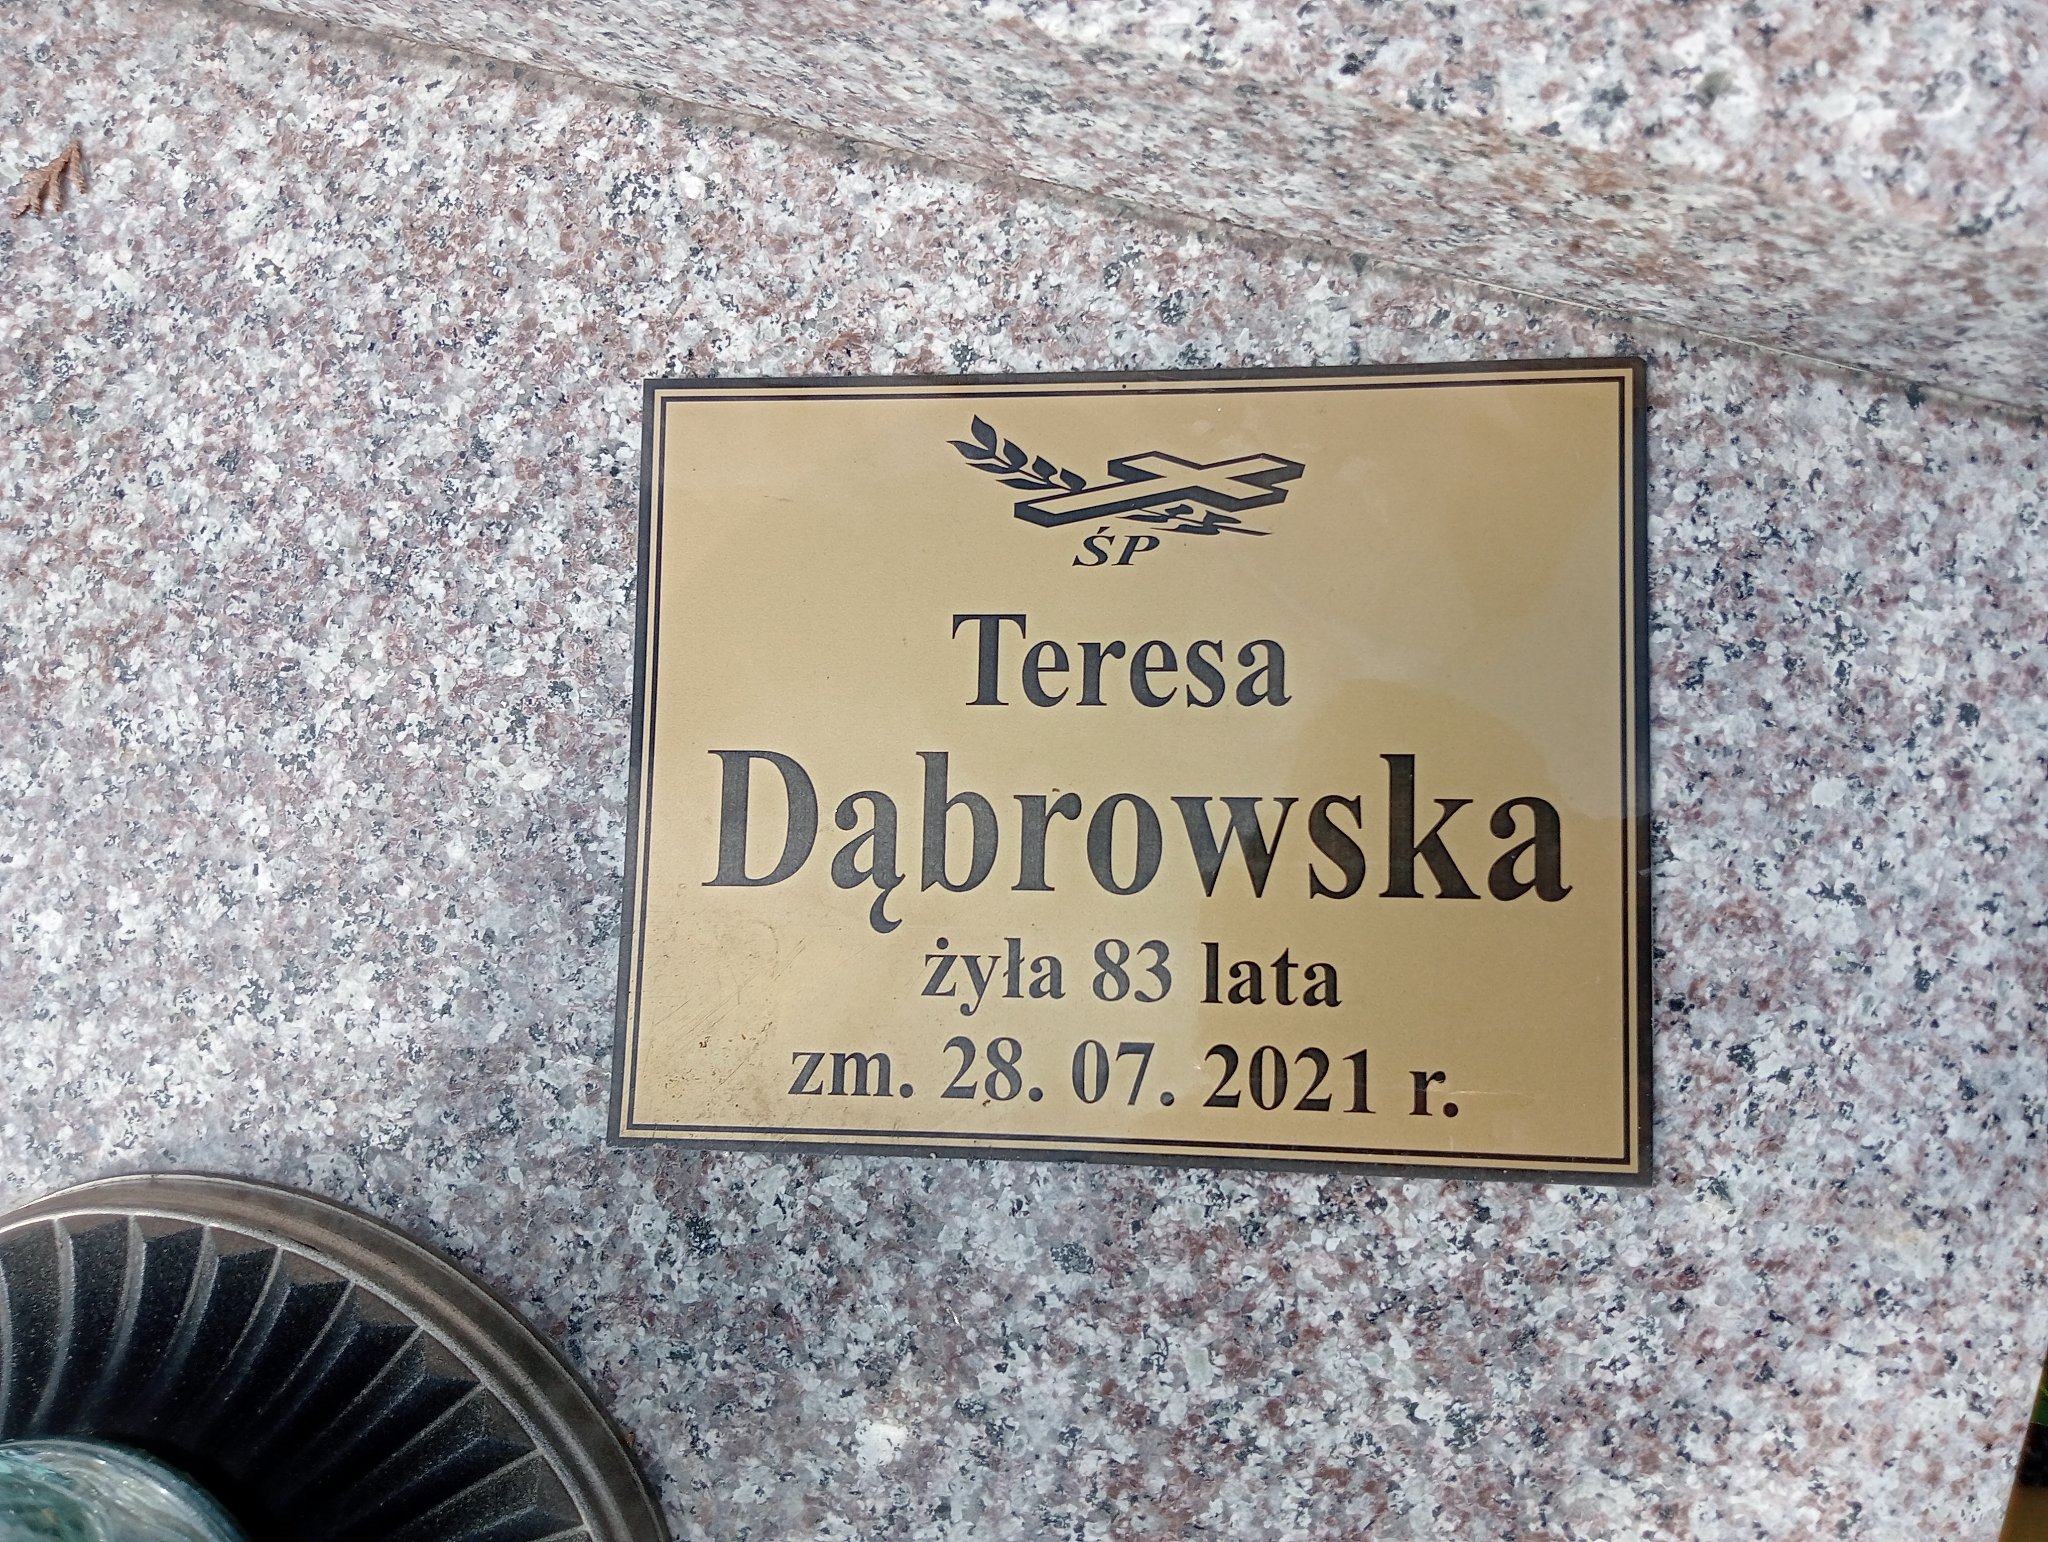 ŚP
Teresa
Dąbrowska
żyła 83 lata
zm. 28. 07. 2021 r.